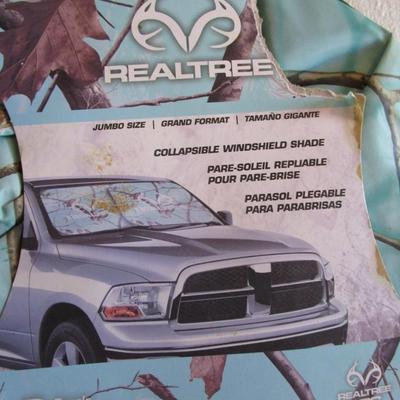 REALTREE
JUMBO SIZE | GRAND FORMAT | TAMAÑO GIGANTE
COLLAPSIBLE WINDSHIELD SHADE
PARE-SOLEIL REPLIABLE
POUR PARE-BRISE
PARASOL PLEGABLE
PARA PARABRISAS
REALTREE